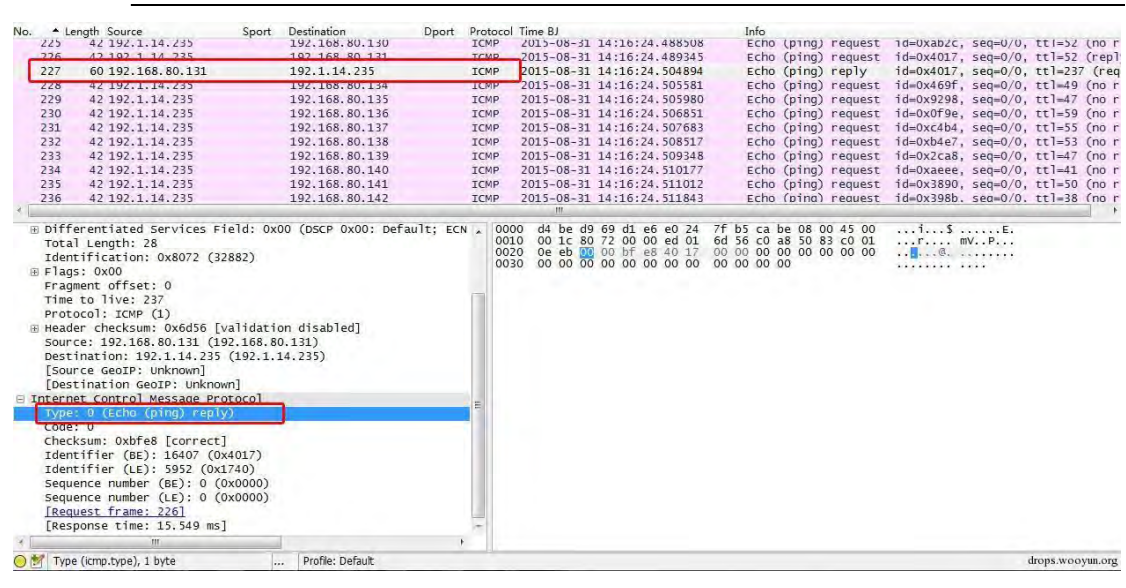 No. Length Source Sport Destination Dport Protocol Time BJ Info
225 42 192.1.14.235 192.168.80.130 ICMP 2015-08-31 14:16:24.488508 Echo (ping) request id=0xab2c, seq=0/0, ttl=52 (no r
226 42 192.1.14.235 192.168.80.131 ICMP 2015-08-31 14:16:24.489345 Echo (ping) request id=0x4017, seq=0/0, ttl=52 (repl
227 60 192.168.80.131 192.1.14.235 ICMP 2015-08-31 14:16:24.504894 Echo (ping) reply id=0x4017, seq=0/0, ttl=237 (req
228 42 192.1.14.235 192.168.80.134 ICMP 2015-08-31 14:16:24.505581 Echo (ping) request id=0x469f, seq=0/0, ttl=49 (no r
229 42 192.1.14.235 192.168.80.135 ICMP 2015-08-31 14:16:24.505980 Echo (ping) request id=0x9298, seq=0/0, ttl=47 (no r
230 42 192.1.14.235 192.168.80.136 ICMP 2015-08-31 14:16:24.506851 Echo (ping) request id=0x0f9e, seq=0/0, ttl=59 (no r
231 42 192.1.14.235 192.168.80.137 ICMP 2015-08-31 14:16:24.507683 Echo (ping) request id=0xc4b4, seq=0/0, ttl=55 (no r
232 42 192.1.14.235 192.168.80.138 ICMP 2015-08-31 14:16:24.508517 Echo (ping) request id=0xb4e7, seq=0/0, ttl=53 (no r
233 42 192.1.14.235 192.168.80.139 ICMP 2015-08-31 14:16:24.509348 Echo (ping) request id=0x2ca8, seq=0/0, ttl=47 (no r
234 42 192.1.14.235 192.168.80.140 ICMP 2015-08-31 14:16:24.510177 Echo (ping) request id=0xaeee, seq=0/0, ttl=41 (no r
235 42 192.1.14.235 192.168.80.141 ICMP 2015-08-31 14:16:24.511012 Echo (ping) request id=0x3890, seq=0/0, ttl=50 (no r
236 42 192.1.14.235 192.168.80.142 ICMP 2015-08-31 14:16:24.511843 Echo (ping) request id=0x398b, seq=0/0, ttl=38 (no r
Differentiated Services Field: 0x00 (DSCP 0x00: Default; ECN
Total Length: 28
Identification: 0x8072 (32882)
Flags: 0x00
Fragment offset: 0
Time to live: 237
Protocol: ICMP (1)
Header checksum: 0x6d56 [validation disabled]
Source: 192.168.80.131 (192.168.80.131)
Destination: 192.1.14.235 (192.1.14.235)
[Source GeoIP: Unknown]
[Destination GeoIP: Unknown]
Internet Control Message Protocol
Type: 0 (Echo (ping) reply)
Code: 0
Checksum: 0xbfe8 [correct]
Identifier (BE): 16407 (0x4017)
Identifier (LE): 5952 (0x1740)
Sequence number (BE): 0 (0x0000)
Sequence number (LE): 0 (0x0000)
[Request frame: 226]
[Response time: 15.549 ms]
0000 d4 be d9 69 d1 e6 e0 24 7f b5 ca be 08 00 45 00 ...i...$ ......E.
0010 00 1c 80 72 00 00 ed 01 6d 56 c0 a8 50 83 c0 01 ...r.... mV..P...
0020 0e eb 00 00 bf e8 40 17 00 00 00 00 00 00 00 00 ......@. ........
0030 00 00 00 00 00 00 00 00 00 00 00 00 ........ ....
Type (icmp.type), 1 byte ... Profile: Default
drops.wooyun.org